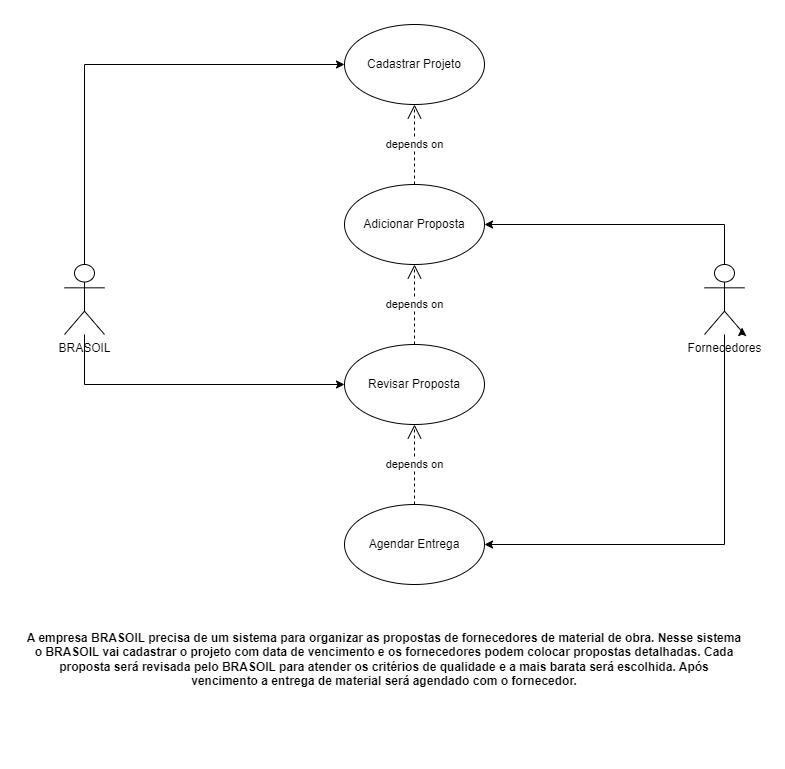 Cadastrar Projeto
depends on
Adicionar Proposta
depends on
BRASOIL
Fornecedores
Revisar Proposta
depends on
Agendar Entrega
A empresa BRASOIL precisa de um sistema para organizar as propostas de fornecedores de material de obra. Nesse sistema
o BRASOIL vai cadastrar o projeto com data de vencimento e os fornecedores podem colocar propostas detalhadas. Cada
proposta será revisada pelo BRASOIL para atender os critérios de qualidade e a mais barata será escolhida. Após
vencimento a entrega de material será agendado com o fornecedor.